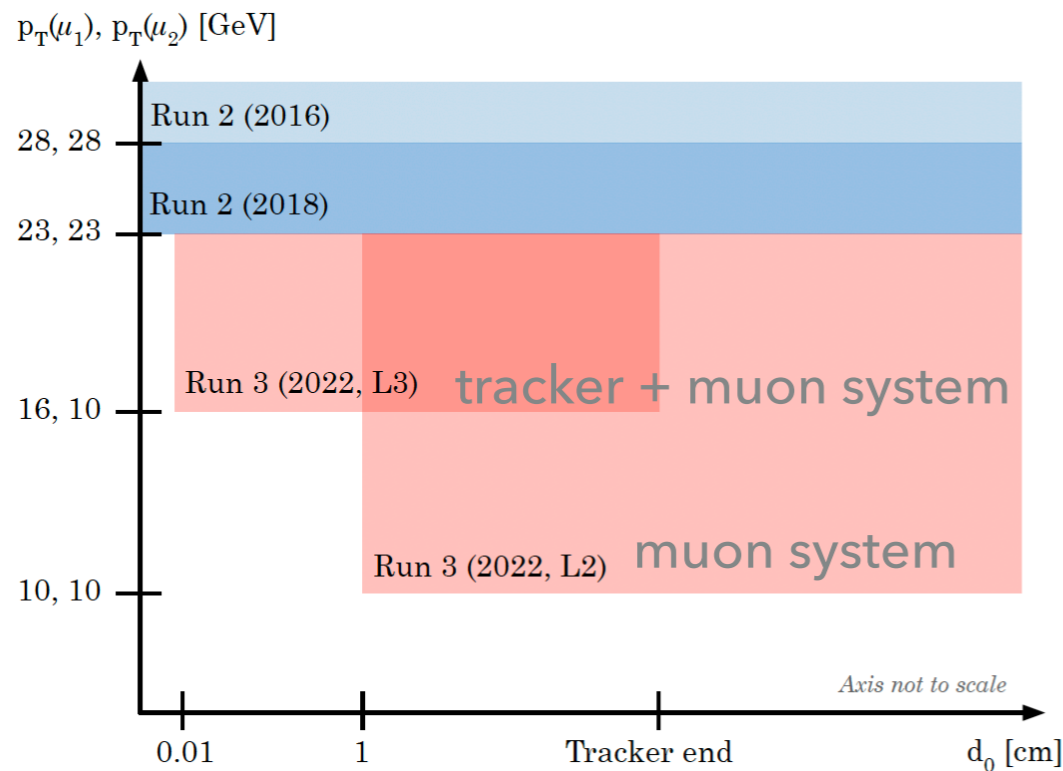 p_T(μ_1), p_T(μ_2) [GeV]
Run 2 (2016)
28, 28
Run 2 (2018)
23, 23
Run 3 (2022, L3)
tracker + muon system
16, 10
muon system
Run 3 (2022, L2)
10, 10
Axis not to scale
0.01
1
Tracker end
d_0 [cm]